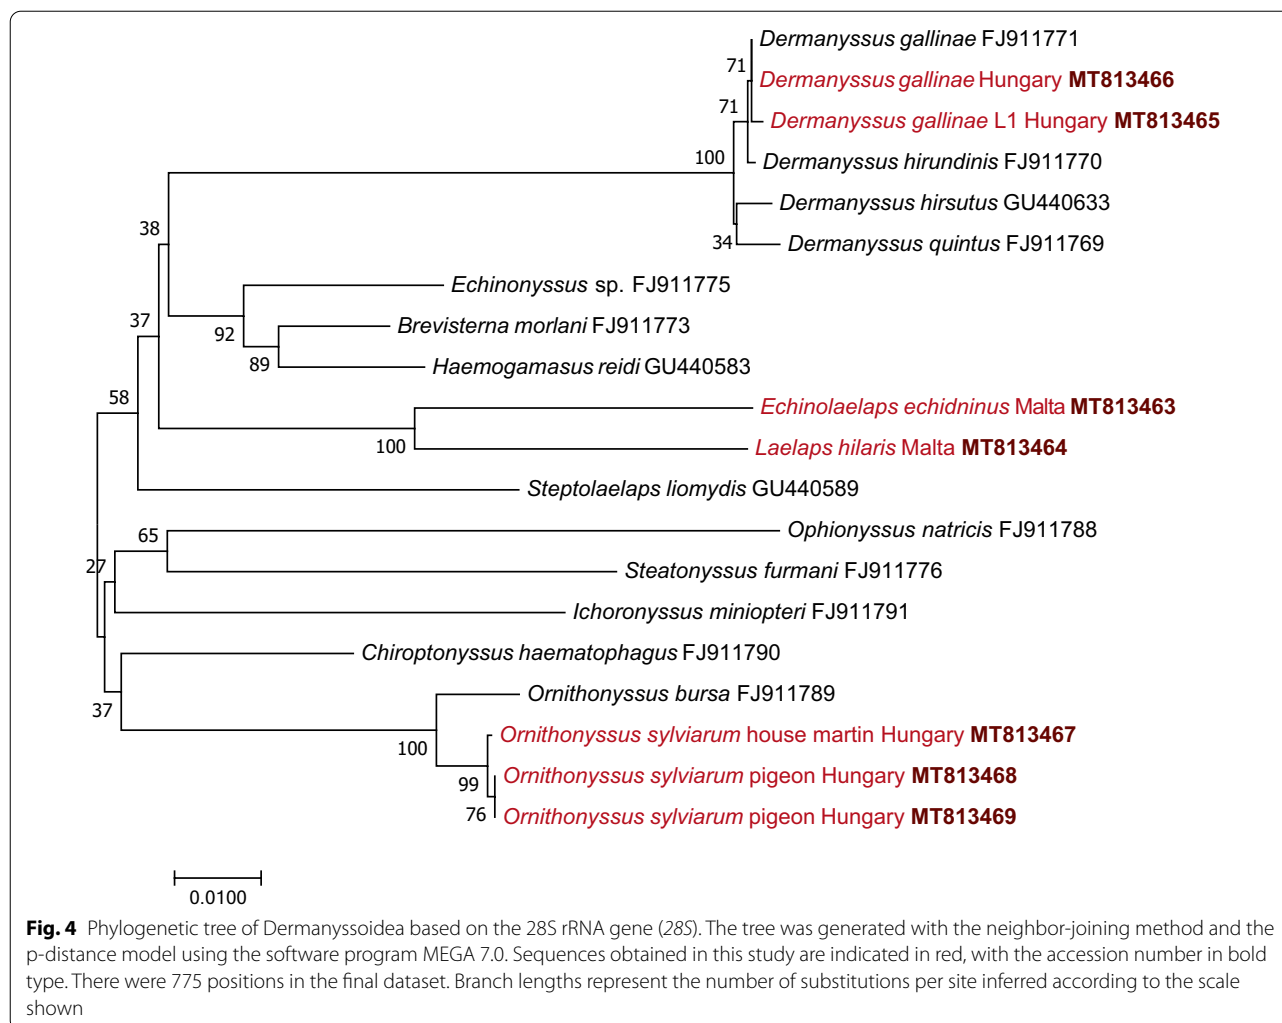 Dermanyssus gallinae FJ911771
71
Dermanyssus gallinae Hungary MT813466
71
Dermanyssus gallinae L1 Hungary MT813465
100
Dermanyssus hirundinis FJ911770
Dermanyssus hirsutus GU440633
38
34
Dermanyssus quintus FJ911769
Echinonyssus sp. FJ911775
37
Brevisterna morlani FJ911773
92
89
Haemogamasus reidi GU440583
58
Echinolaelaps echidninus Malta MT813463
100
Laelaps hilaris Malta MT813464
Steptolaelaps liomydis GU440589
65
Ophionyssus natricis FJ911788
27
Steatonyssus furmani FJ911776
Ichoronyssus miniopteri FJ911791
Chiroptonyssus haematophagus FJ911790
37
Ornithonyssus bursa FJ911789
100
Ornithonyssus sylviarum house martin Hungary MT813467
99
Ornithonyssus sylviarum pigeon Hungary MT813468
76
Ornithonyssus sylviarum pigeon Hungary MT813469
0.0100
Fig. 4 Phylogenetic tree of Dermanyssoidea based on the 28S rRNA gene (28S). The tree was generated with the neighbor-joining method and the
p-distance model using the software program MEGA 7.0. Sequences obtained in this study are indicated in red, with the accession number in bold
type. There were 775 positions in the final dataset. Branch lengths represent the number of substitutions per site inferred according to the scale
shown